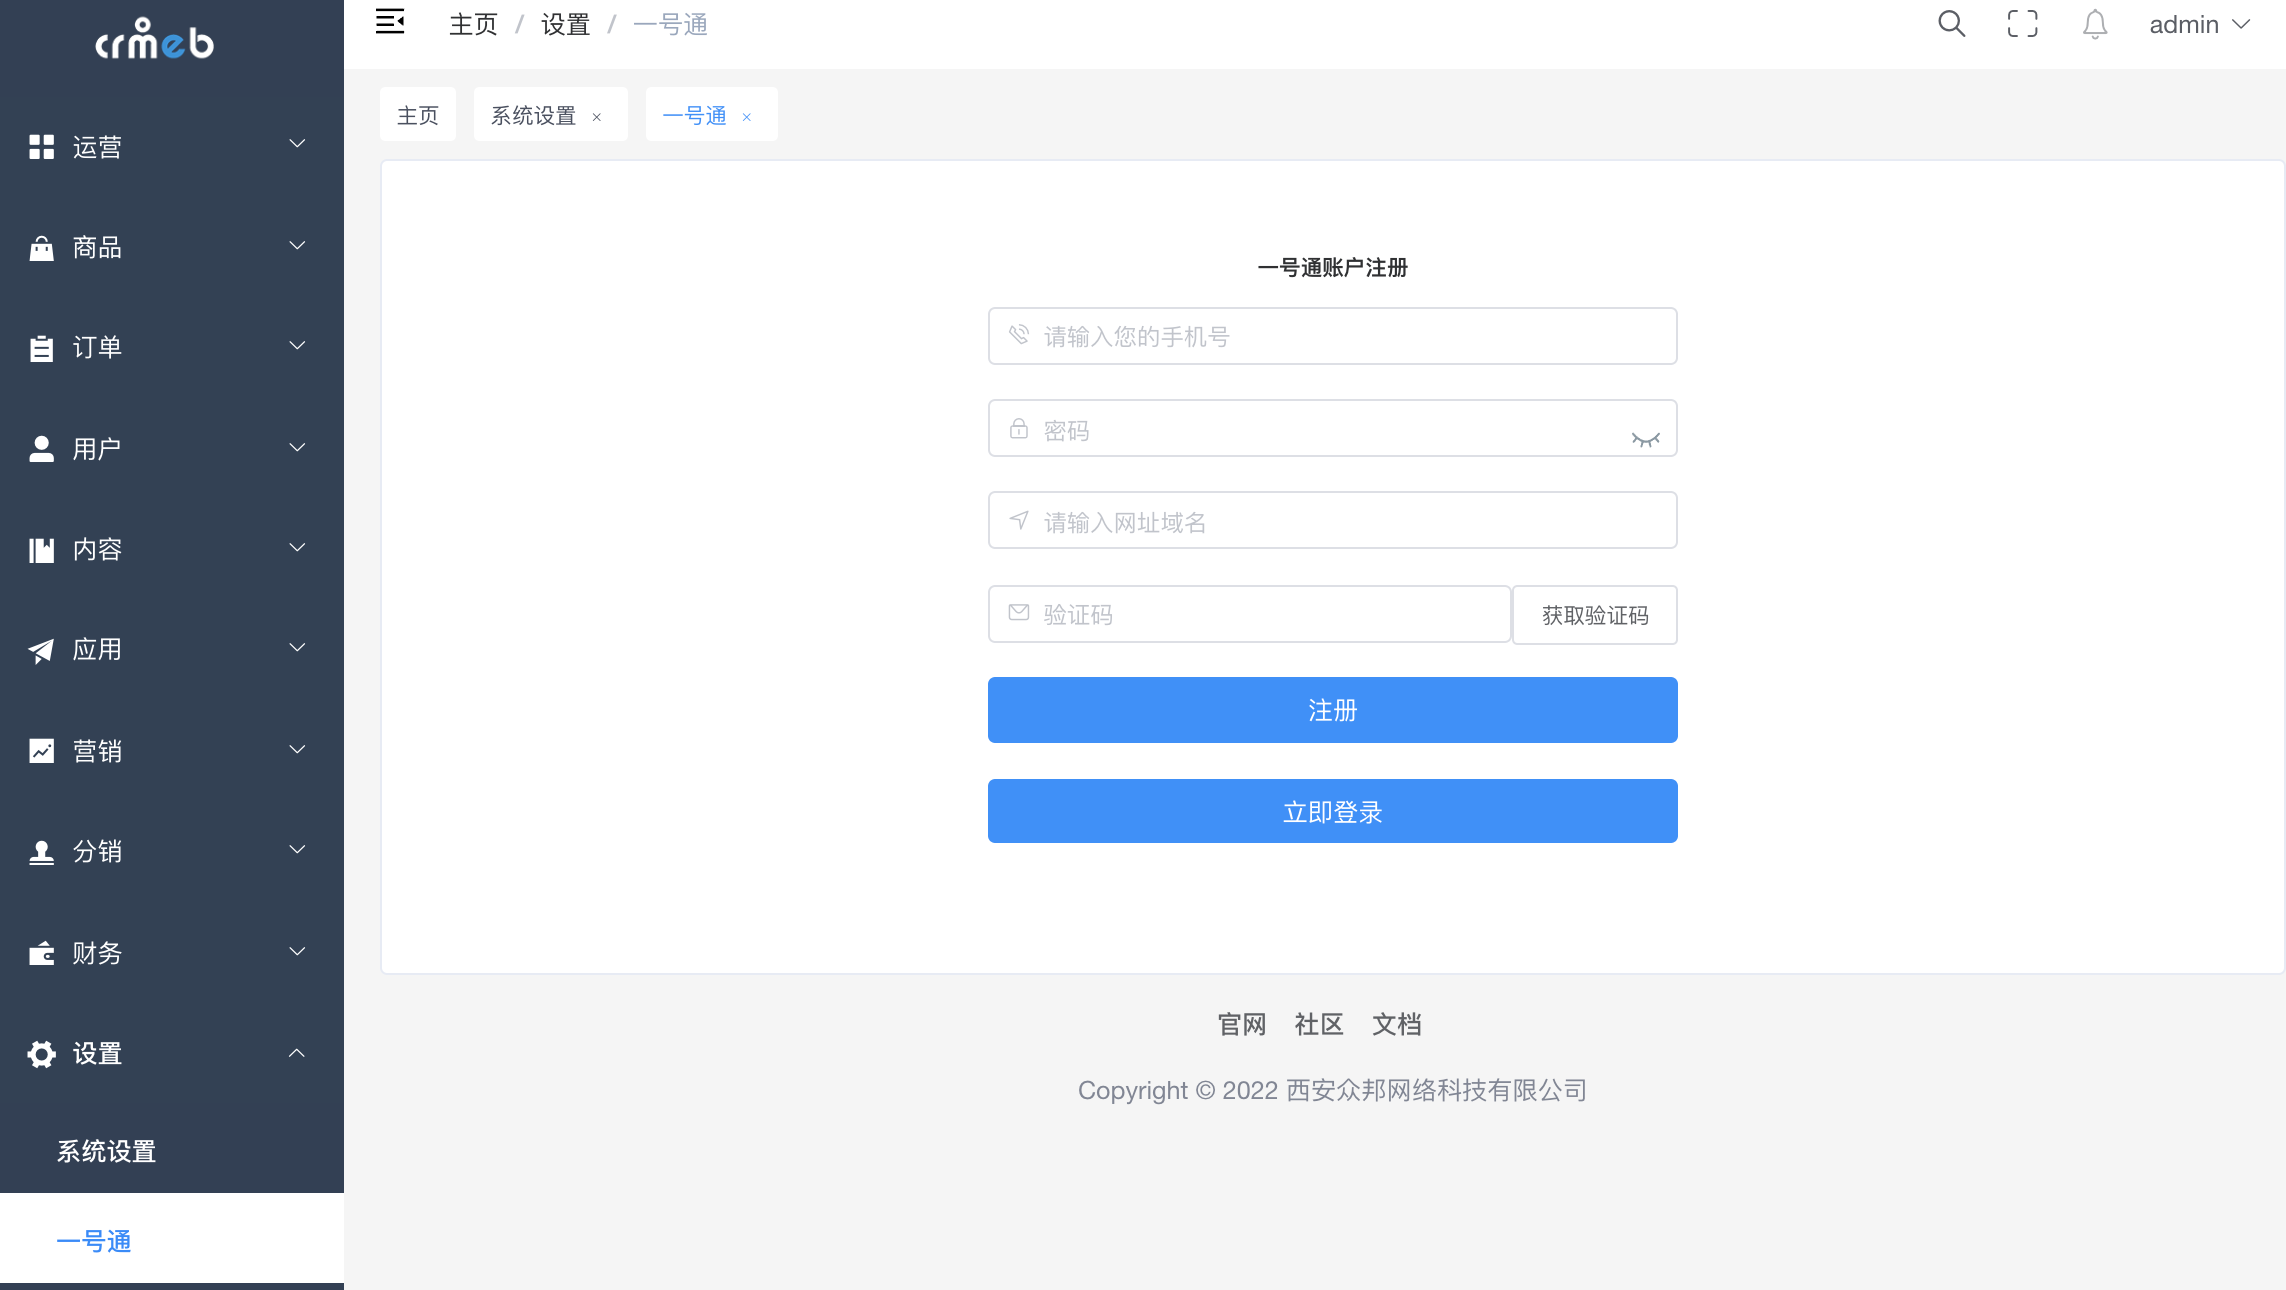 crmeb
主页 / 设置 / 一号通
admin
主页 系统设置 × 一号通 ×
运营
商品
订单
用户
内容
应用
营销
分销
财务
设置
系统设置
一号通
一号通账户注册
请输入您的手机号
密码
请输入网址域名
验证码 获取验证码
注册
立即登录
官网 社区 文档
Copyright © 2022 西安众邦网络科技有限公司